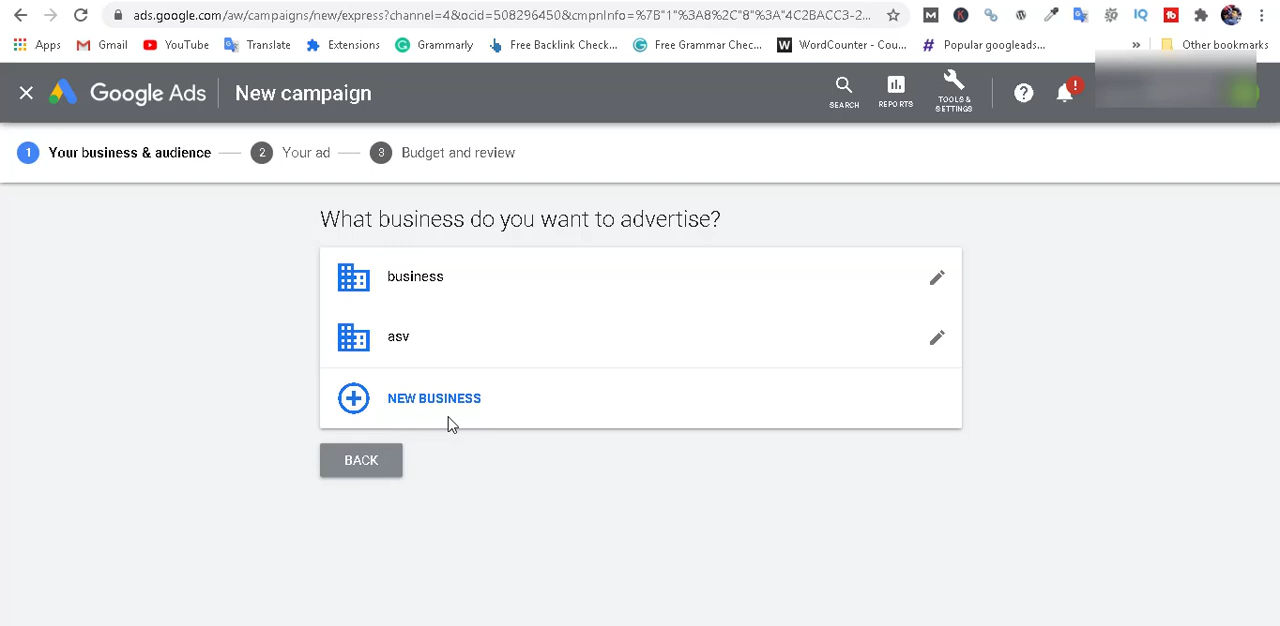 ads.google.com/aw/campaigns/new/express?channel=4&ocid=508296450&cmpnInfo=%7B"1"%3A8%2C"8"%3A"4C2BACC3-2...
Apps Gmail YouTube Translate Extensions Grammarly Free Backlink Check... Free Grammar Chec... WordCounter - Cou... Popular googleads... » Other bookmarks
Google Ads New campaign SEARCH REPORTS TOOLS & SETTINGS
1 Your business & audience 2 Your ad 3 Budget and review
What business do you want to advertise?
business
asv
NEW BUSINESS
BACK